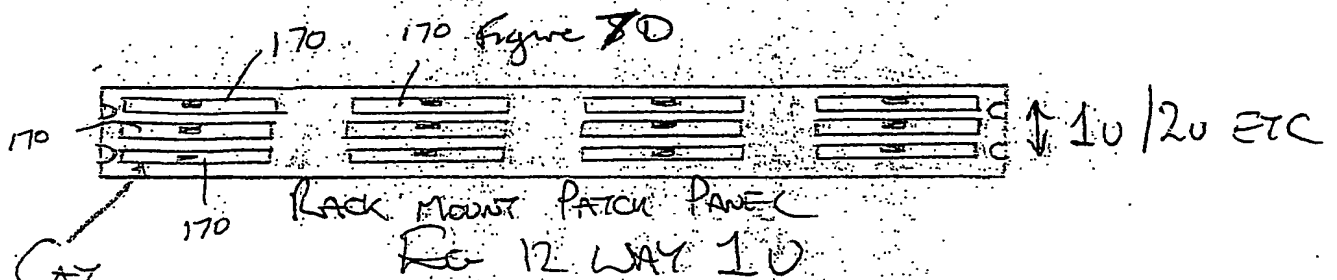 170 170 Figure 8D
170
1U/2U ETC
170
RACK MOUNT PATCH PANEL
EG 12 WAY 1U